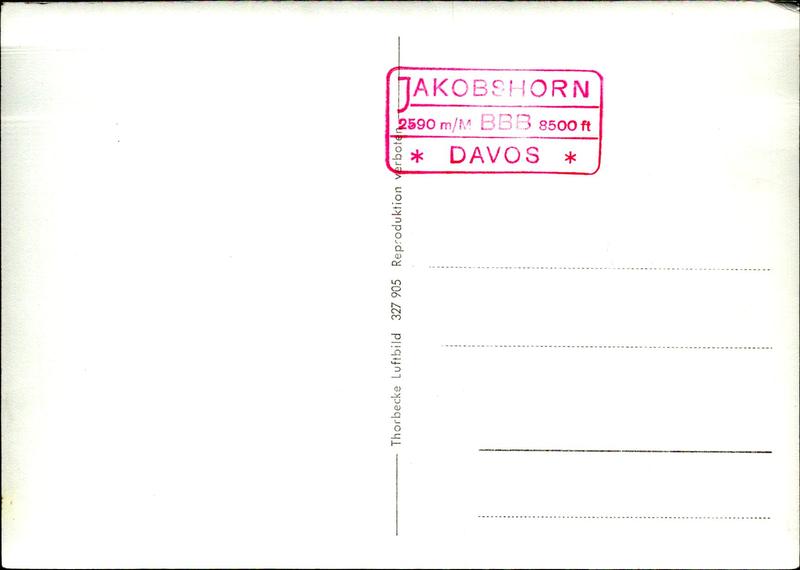 JAKOBSHORN
2590 m/M BBB 8500 ft
* DAVOS *
Thorbecke Luftbild 327 905 Reproduktion verboten